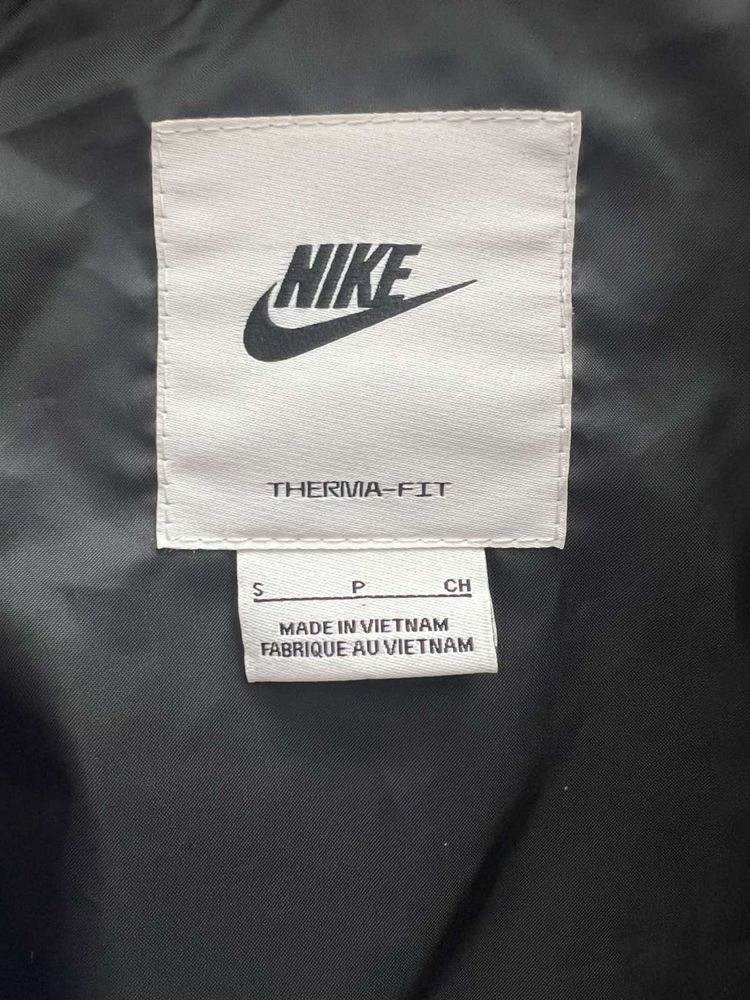 NIKE
THERMA-FIT
S P CH
MADE IN VIETNAM
FABRIQUE AU VIETNAM